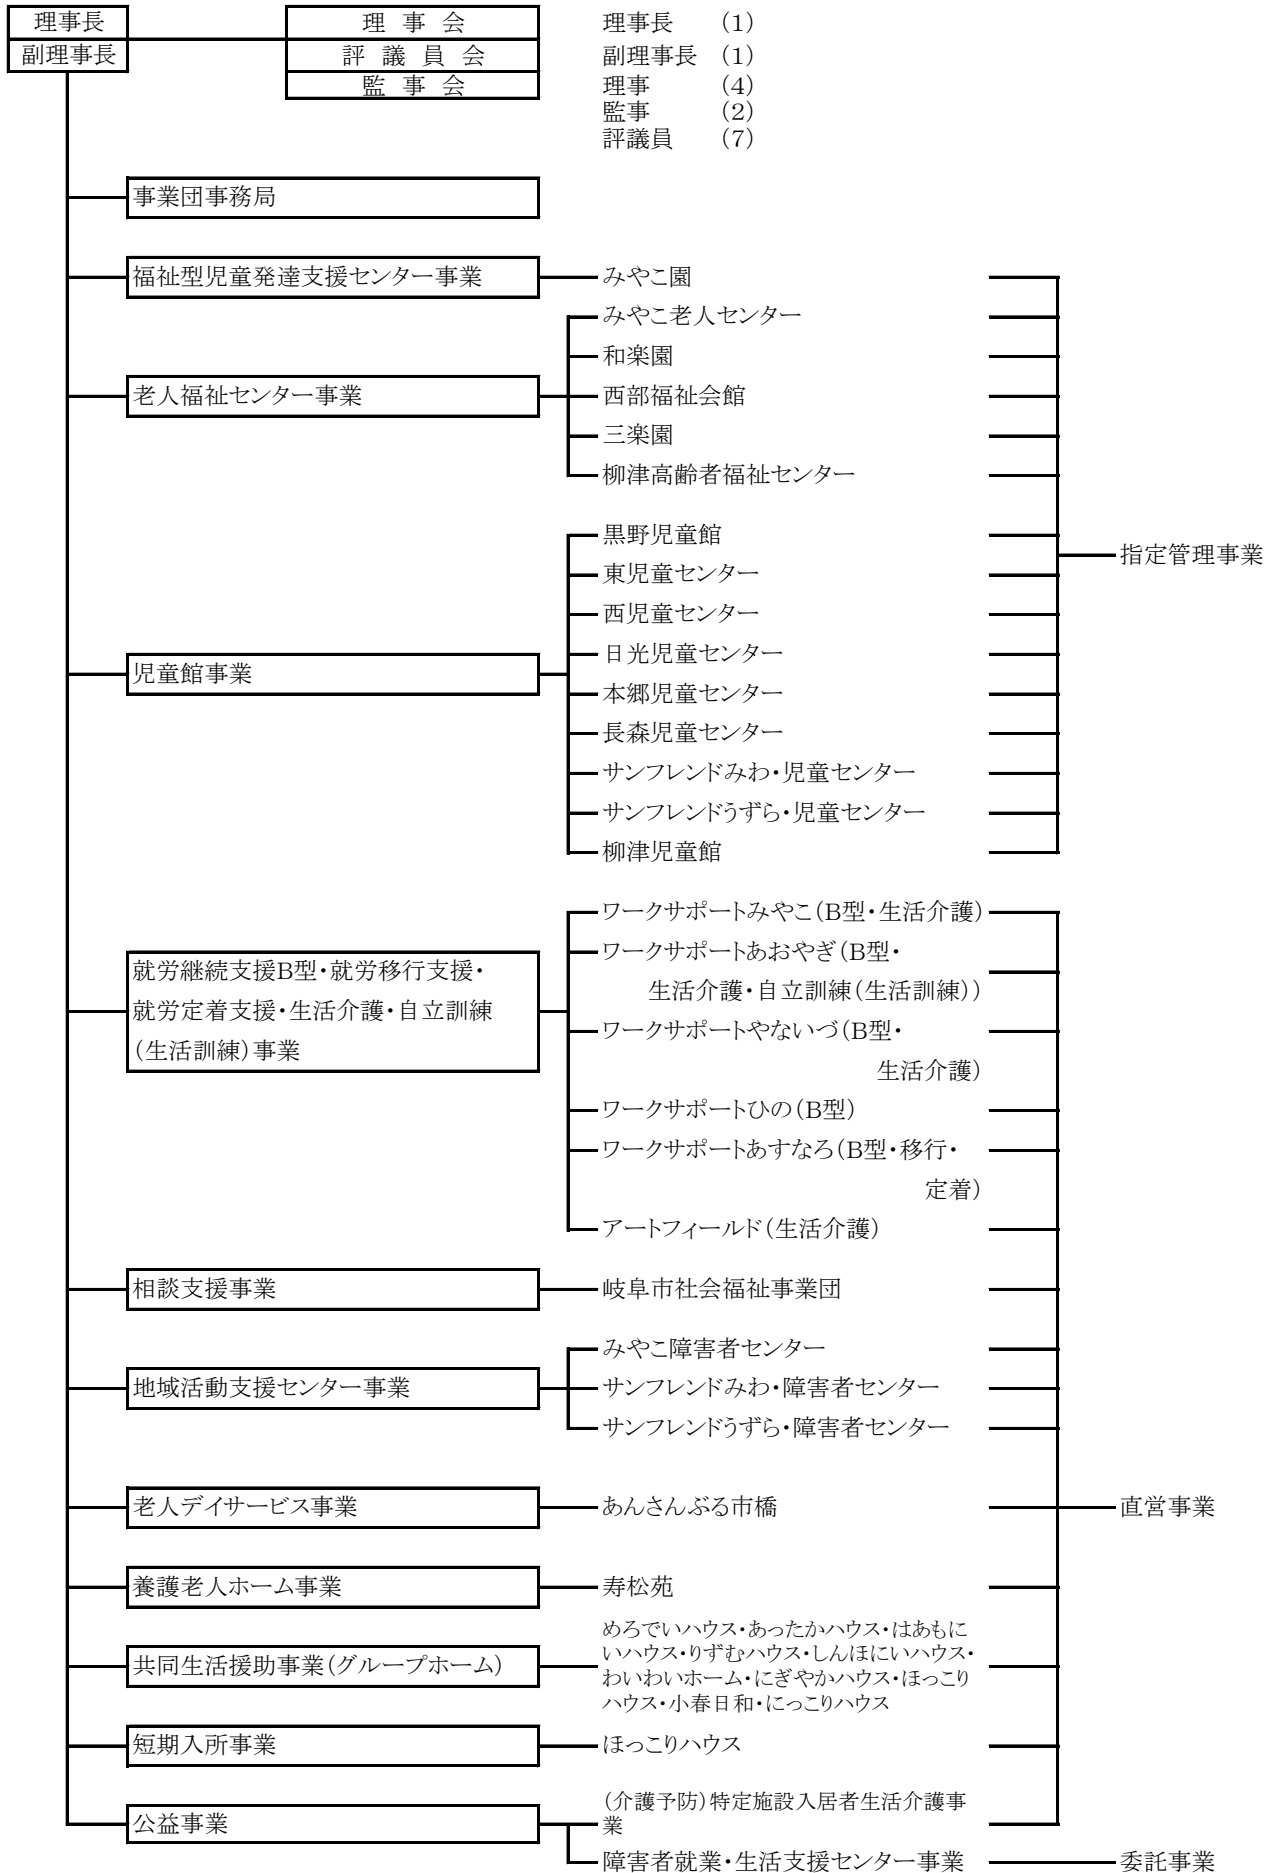 理事長
副理事長
理事会
評議員会
監事会
理事長 (1)
副理事長 (1)
理事 (4)
監事 (2)
評議員 (7)
事業団事務局
福祉型児童発達支援センター事業
みやこ園
老人福祉センター事業
みやこ老人センター
和楽園
西部福祉会館
三楽園
柳津高齢者福祉センター
児童館事業
黒野児童館
東児童センター
西児童センター
日光児童センター
本郷児童センター
長森児童センター
サンフレンドみわ・児童センター
サンフレンドうずら・児童センター
柳津児童館
指定管理事業
就労継続支援B型・就労移行支援・
就労定着支援・生活介護・自立訓練
(生活訓練)事業
ワークサポートみやこ(B型・生活介護)
ワークサポートあおやぎ(B型・
生活介護・自立訓練(生活訓練))
ワークサポートやないづ(B型・
生活介護)
ワークサポートひの(B型)
ワークサポートあすなろ(B型・移行・
定着)
アートフィールド(生活介護)
相談支援事業
岐阜市社会福祉事業団
地域活動支援センター事業
みやこ障害者センター
サンフレンドみわ・障害者センター
サンフレンドうずら・障害者センター
老人デイサービス事業
あんさんぶる市橋
直営事業
養護老人ホーム事業
寿松苑
共同生活援助事業(グループホーム)
めろでいハウス・あったかハウス・はあもに
いハウス・りずむハウス・しんほにいハウス・
わいわいホーム・にぎやかハウス・ほっこり
ハウス・小春日和・にっこりハウス
短期入所事業
ほっこりハウス
公益事業
(介護予防)特定施設入居者生活介護事
業
障害者就業・生活支援センター事業
委託事業